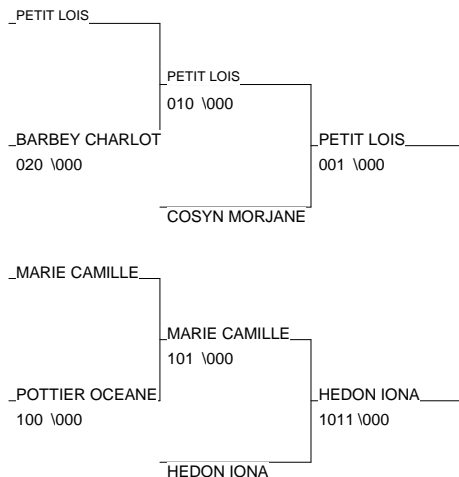 PETIT LOIS
PETIT LOIS
010 \000
BARBEY CHARLOT
020 \000
PETIT LOIS
001 \000
COSYN MORJANE
MARIE CAMILLE
MARIE CAMILLE
101 \000
POTTIER OCEANE
100 \000
HEDON IONA
1011 \000
HEDON IONA